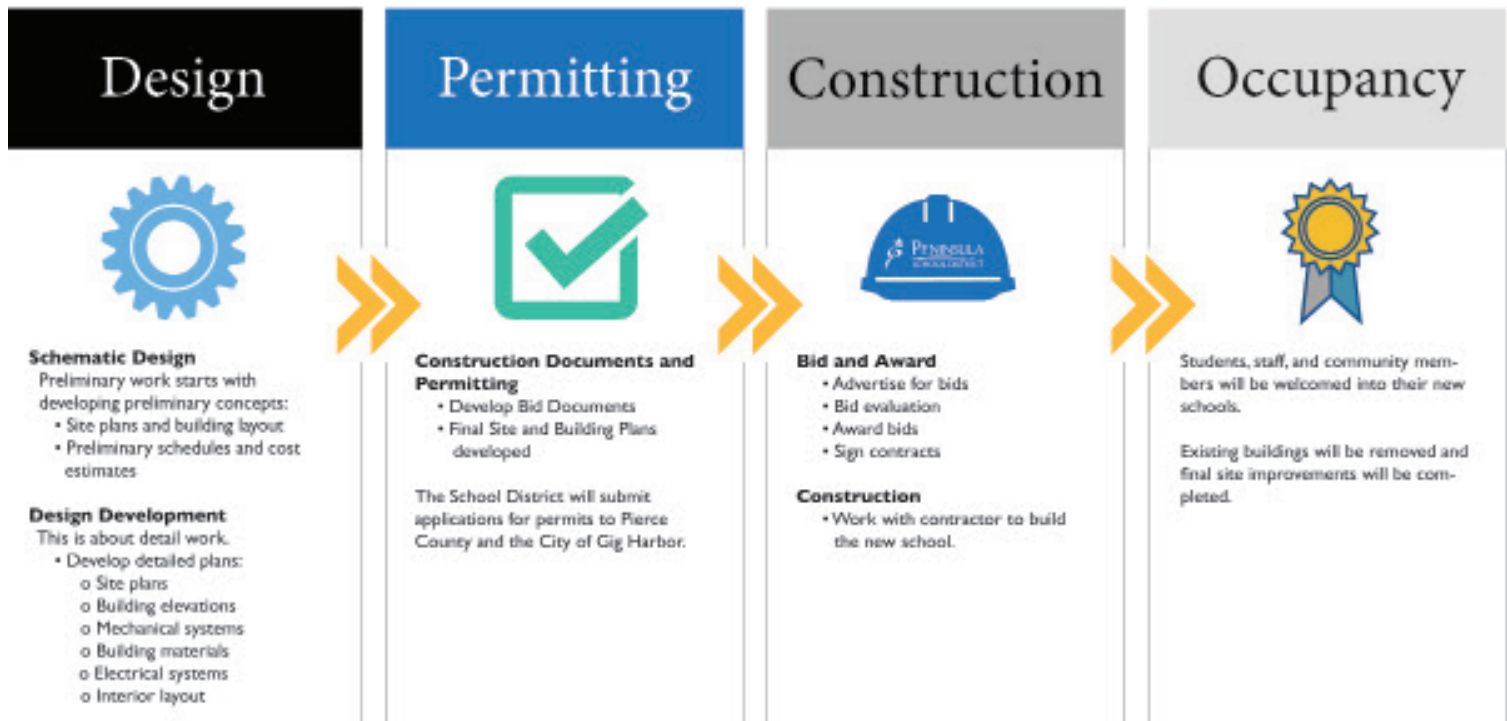 Design
Schematic Design
Preliminary work starts with
developing preliminary concepts:
• Site plans and building layout
• Preliminary schedules and cost
estimates
Design Development
This is about detail work.
• Develop detailed plans:
o Site plans
o Building elevations
o Mechanical systems
o Building materials
o Electrical systems
o Interior layout
Permitting
Construction Documents and
Permitting
• Develop Bid Documents
• Final Site and Building Plans
developed
The School District will submit
applications for permits to Pierce
County and the City of Gig Harbor.
Construction
PENINSULA
SCHOOL DISTRICT
Bid and Award
• Advertise for bids
• Bid evaluation
• Award bids
• Sign contracts
Construction
• Work with contractor to build
the new school.
Occupancy
Students, staff, and community mem-
bers will be welcomed into their new
schools.
Existing buildings will be removed and
final site improvements will be com-
pleted.